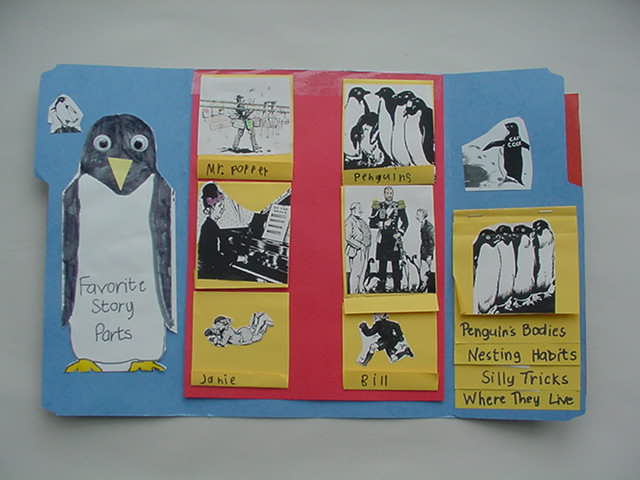 Favorite
Story
Parts
Mr. Popper
Penguins
Janie
Bill
Penguin's Bodies
Nesting Habits
Silly Tricks
Where They Live